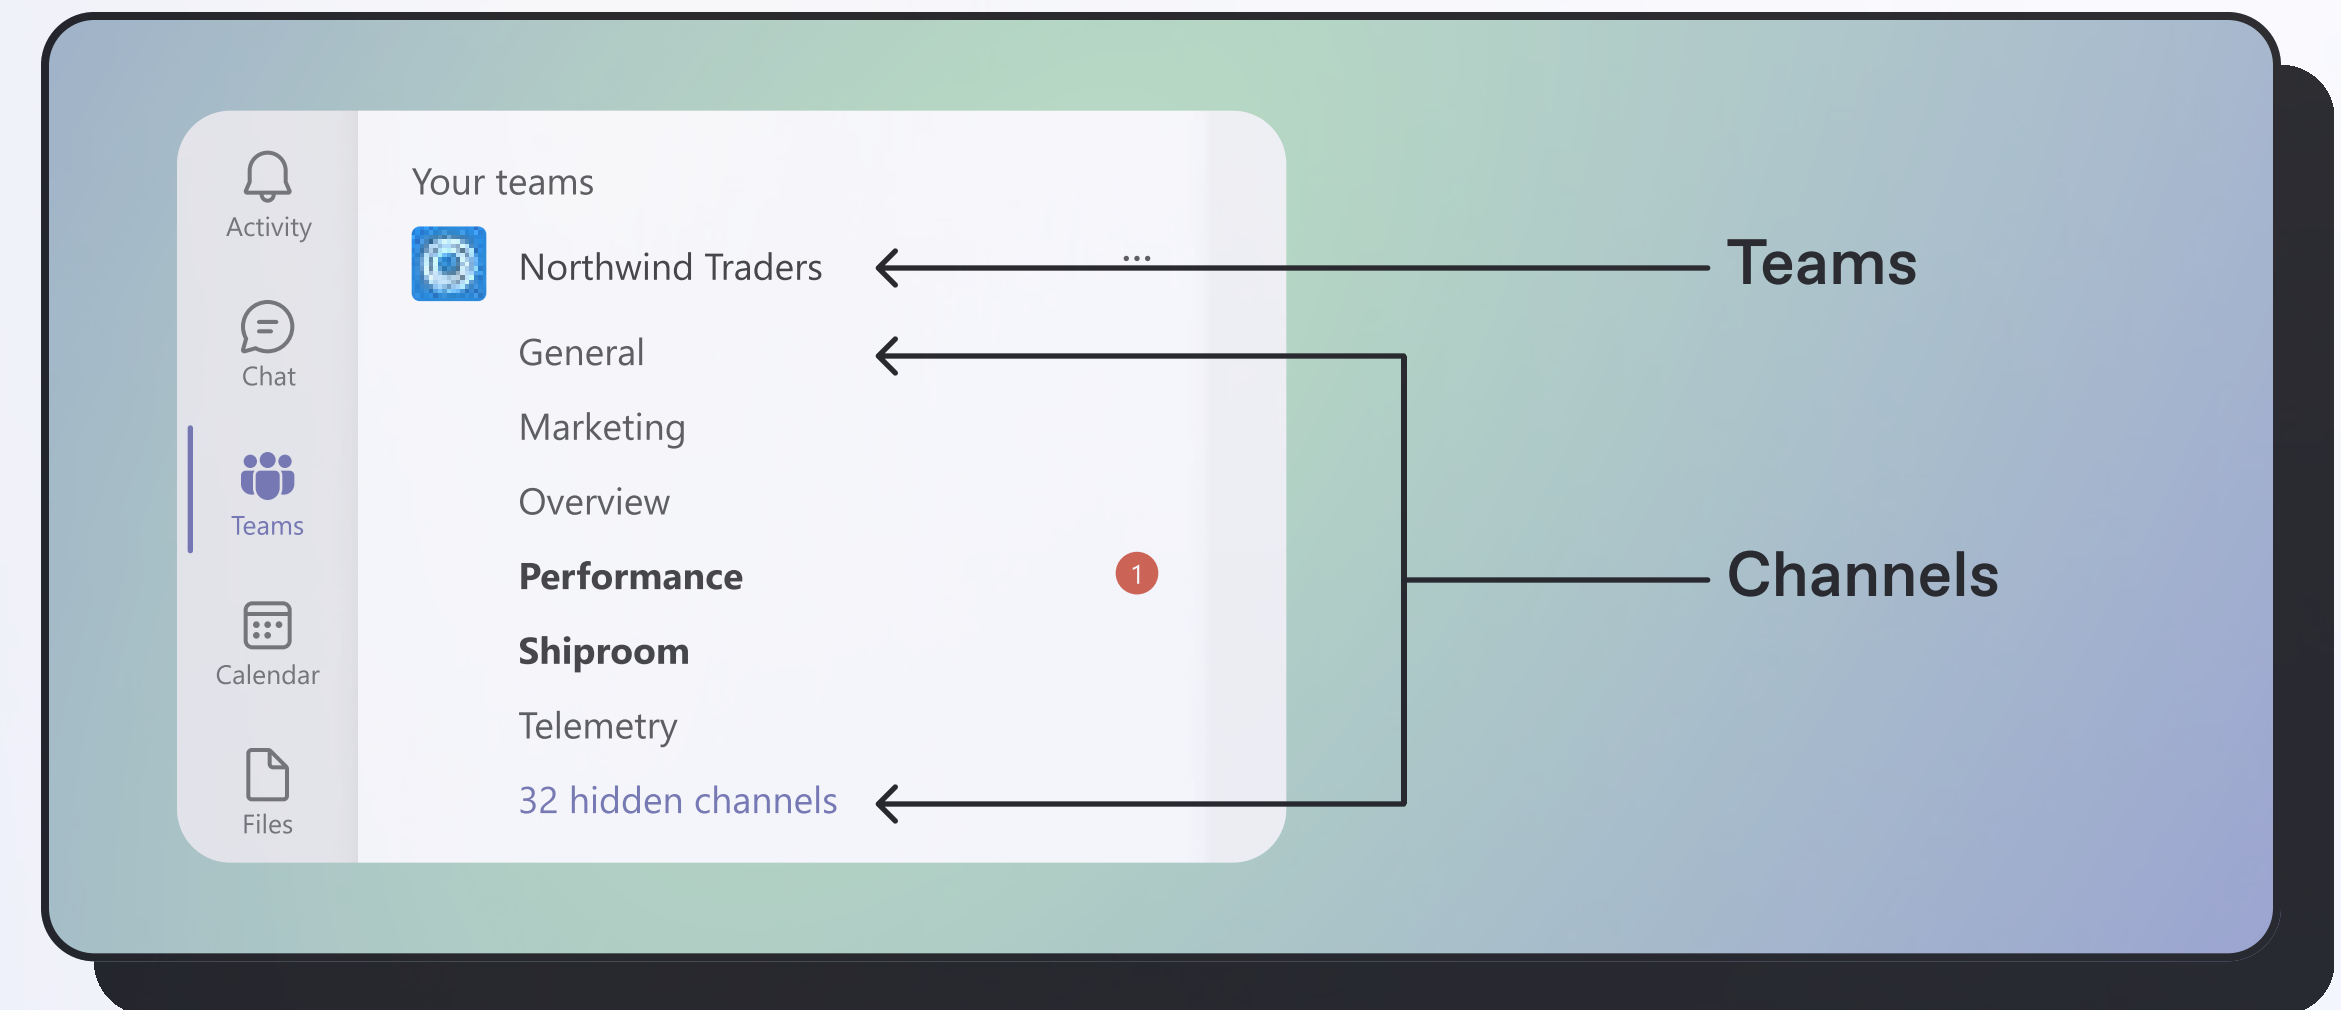 Activity
Chat
Teams
Calendar
Files
Your teams
Northwind Traders ...
General
Marketing
Overview
Performance 1
Shiproom
Telemetry
32 hidden channels
Teams
Channels